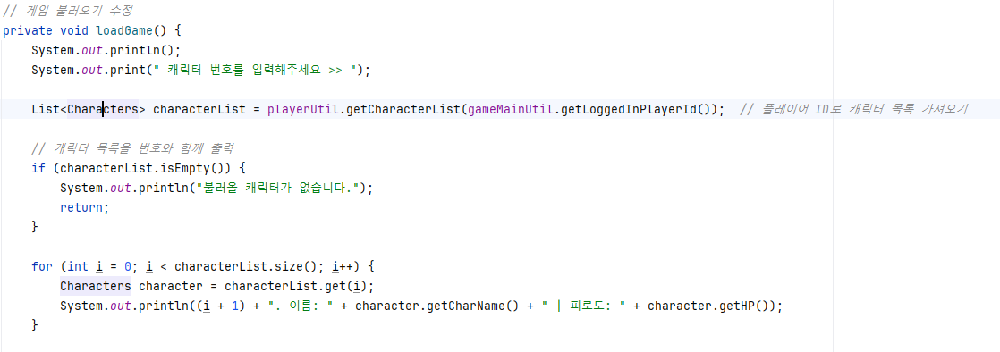 // 게임 불러오기 수정
private void loadGame() {
System.out.println();
System.out.print(" 캐릭터 번호를 입력해주세요 >> ");
List<Characters> characterList = playerUtil.getCharacterList(gameMainUtil.getLoggedInPlayerId());  // 플레이어 ID로 캐릭터 목록 가져오기
// 캐릭터 목록을 번호와 함께 출력
if (characterList.isEmpty()) {
System.out.println("불러올 캐릭터가 없습니다.");
return;
}
for (int i = 0; i < characterList.size(); i++) {
Characters character = characterList.get(i);
System.out.println((i + 1) + ". 이름: " + character.getCharName() + " | 피로도: " + character.getHP());
}